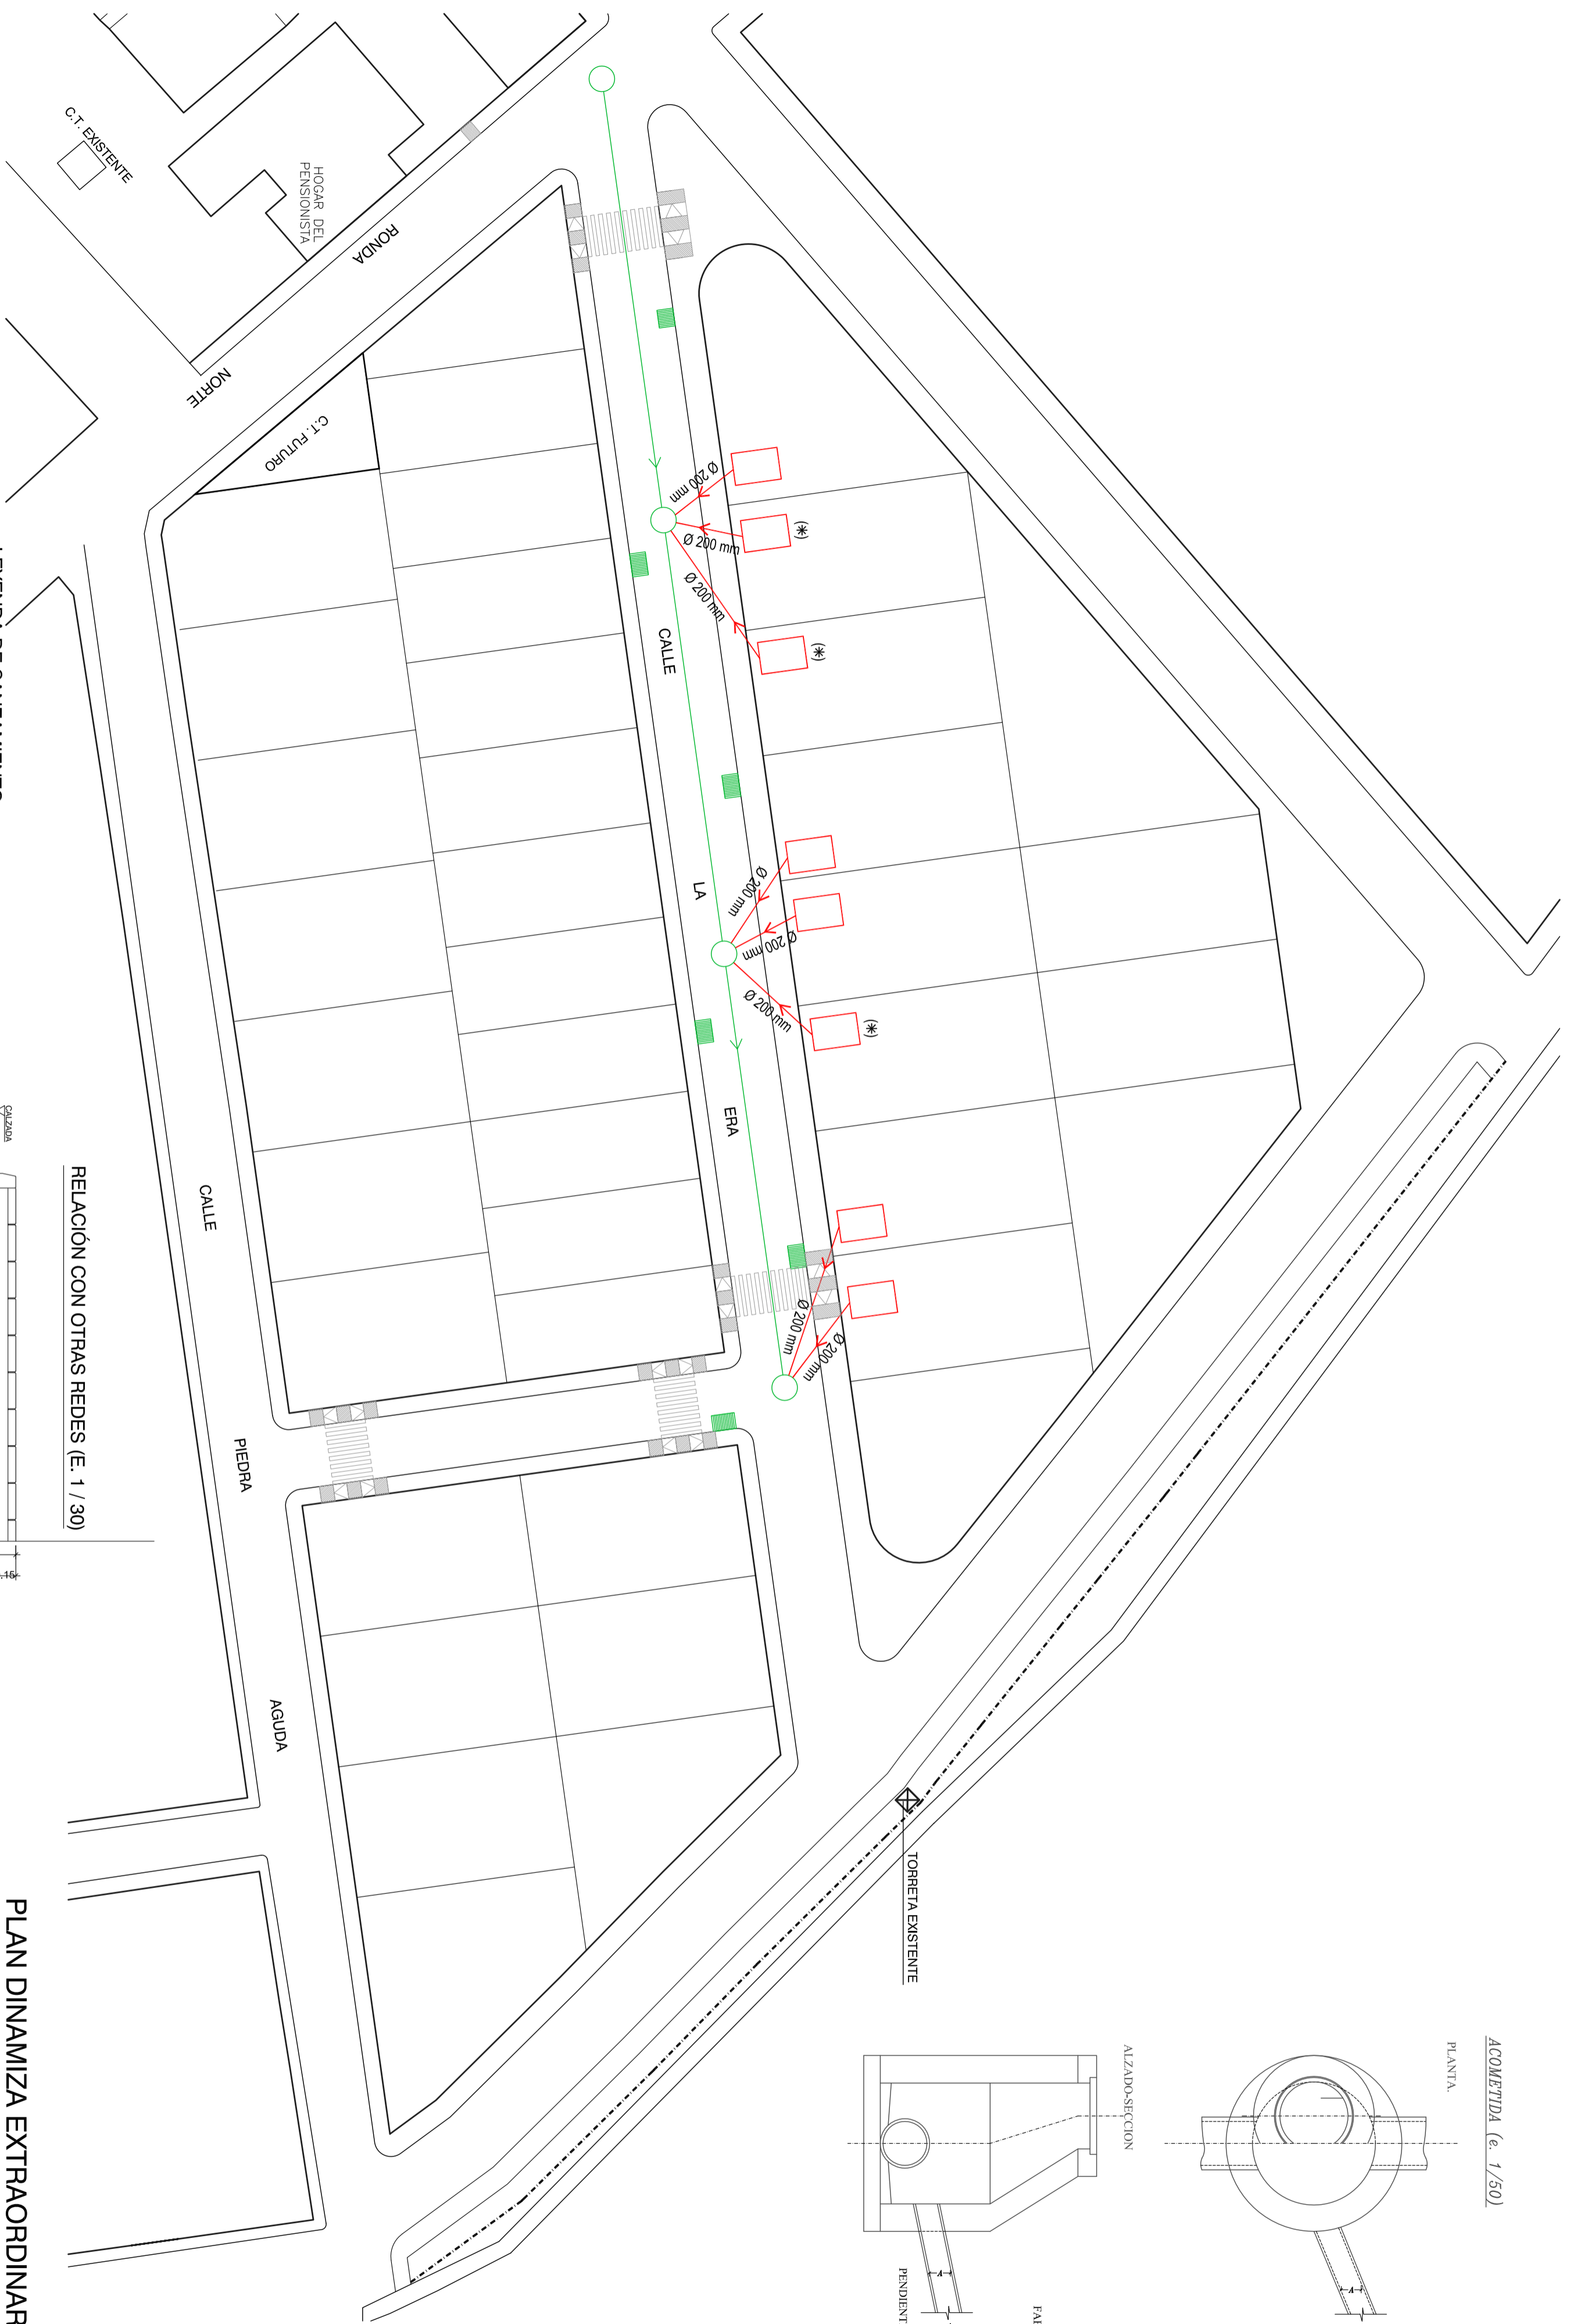 C.T. EXISTENTE
HOGAR DEL
PENSIONISTA
RONDA
NORTE
C.T. FUTURO
Ø 200 mm
Ø 200 mm
(*)
Ø 200 mm
(*)
CALLE
LA
ERA
Ø 200 mm
Ø 200 mm
Ø 200 mm
(*)
Ø 200 mm
Ø 200 mm
CALLE
PIEDRA
AGUDA
CALZADA
RELACIÓN CON OTRAS REDES (E. 1 / 30)
.15
TORRETA EXISTENTE
ACOMETIDA (e. 1/50)
PLANTA.
ALZADO-SECCION
A
A
PENDIENT
PLAN DINAMIZA EXTRAORDINAR